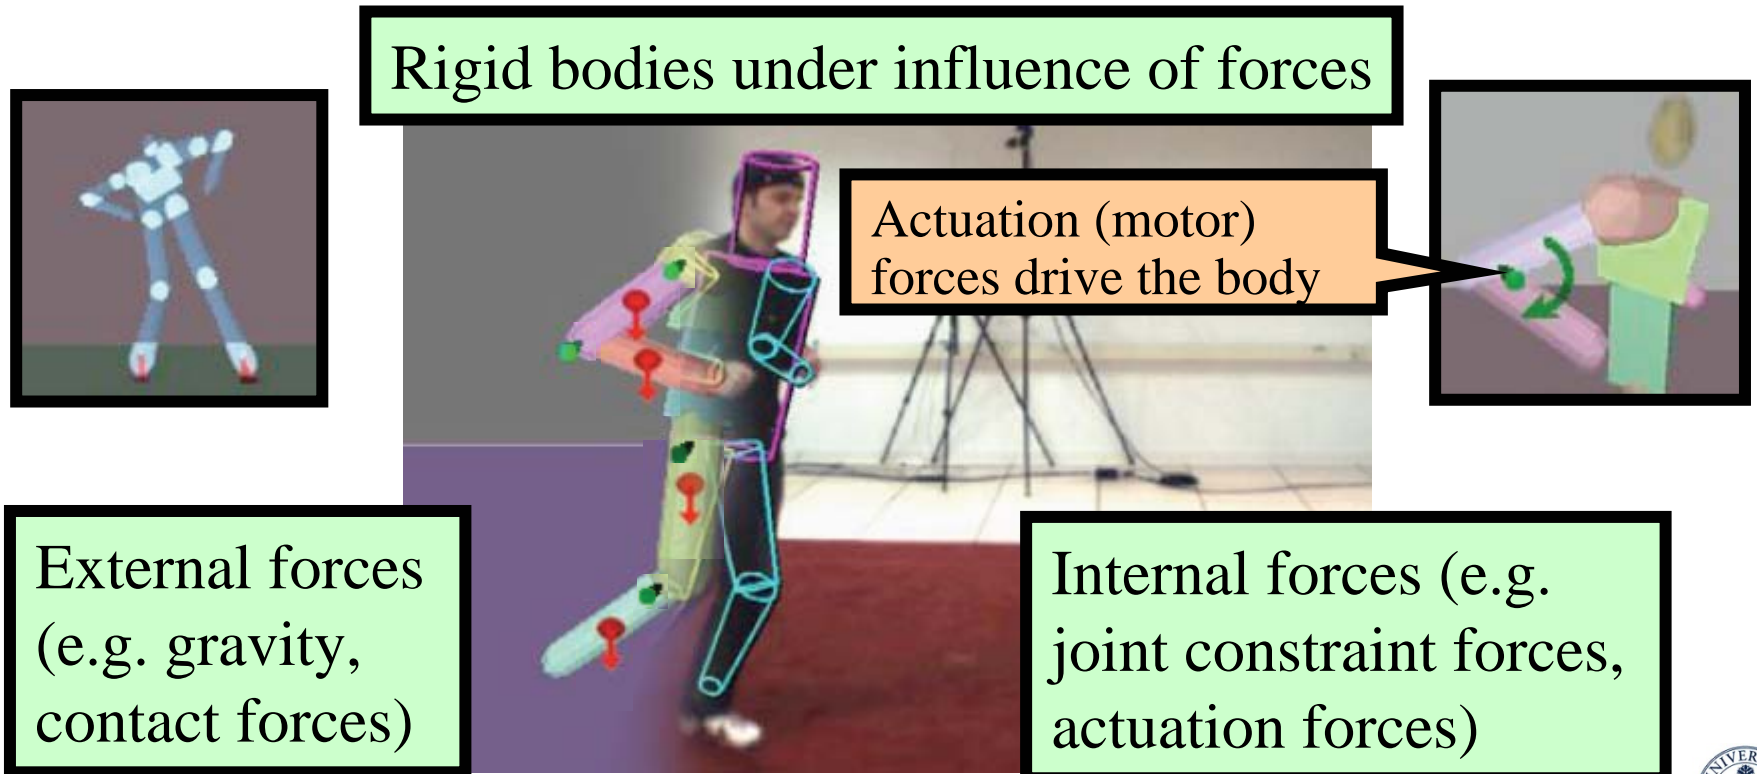 Rigid bodies under influence of forces
Actuation (motor)
forces drive the body
External forces
(e.g. gravity,
contact forces)
Internal forces (e.g.
joint constraint forces,
actuation forces)